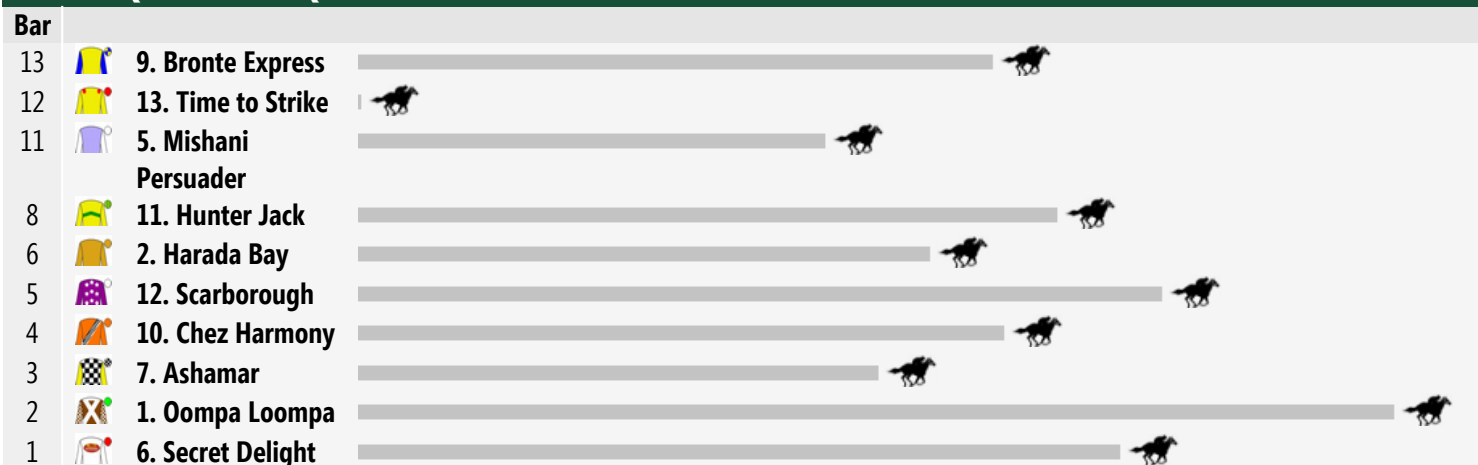 Bar
13 9. Bronte Express
12 13. Time to Strike
11 5. Mishani
Persuader
8 11. Hunter Jack
6 2. Harada Bay
5 12. Scarborough
4 10. Chez Harmony
3 7. Ashamar
2 1. Oompa Loompa
1 6. Secret Delight